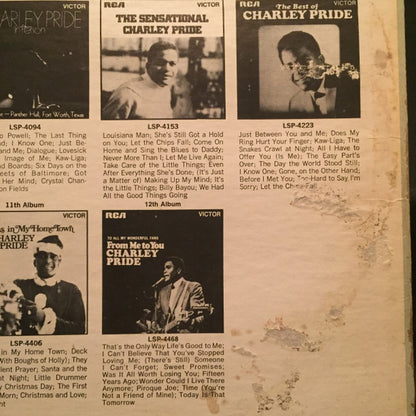 VICTOR
CHARLEY PRIDE
Panther Hall, Fort Worth, Texas
LSP-4094
Powell; The Last Thing
I Know One; Just Be-
and Me; Dialogue; Lovesick
Image of Me; Kaw-Liga;
and Boards; Six Days on the
Streets of Baltimore; Got
Her Mind; Crystal Chan-
on Fields
RCA VICTOR
THE SENSATIONAL
CHARLEY PRIDE
LSP-4153
Louisiana Man; She's Still Got a Hold
on You; Let the Chips Fall; Come On
Home and Sing the Blues to Daddy;
Never More Than I; Let Me Live Again;
Take Care of the Little Things; Even
After Everything She's Done; (It's Just
a Matter of) Making Up My Mind; It's
the Little Things; Billy Bayou; We Had
All the Good Things Going
RCA VICTOR
The Best of
CHARLEY PRIDE
LSP-4223
Just Between You and Me; Does My
Ring Hurt Your Finger; Kaw-Liga; The
Snakes Crawl at Night; All I Have to
Offer You (Is Me); The Easy Part's
Over; The Day the World Stood Still;
I Know One; Gone, on the Other Hand;
Before I Met You; Too Hard to Say I'm
Sorry; Let the Chips Fall
11th Album
VICTOR
in My Home Town
CHARLEY
PRIDE
LSP-4406
in My Home Town; Deck
With Boughs of Holly); They
Silent Prayer; Santa and the
Night; Little Drummer
Christmas Day; The First
Morn; Christmas and Love;
ht
12th Album
RCA VICTOR
TO ALL MY WONDERFUL FANS
From Me to You
CHARLEY
PRIDE
LSP-4468
That's the Only Way Life's Good to Me;
I Can't Believe That You've Stopped
Loving Me; (There's Still) Someday
I Can't Forget; Sweet Promises;
Was It All Worth Losing You; Fifteen
Years Ago; Wonder Could I Live There
Anymore; Piroque Joe; Time (You're
Not a Friend of Mine); Today Is That
Tomorrow